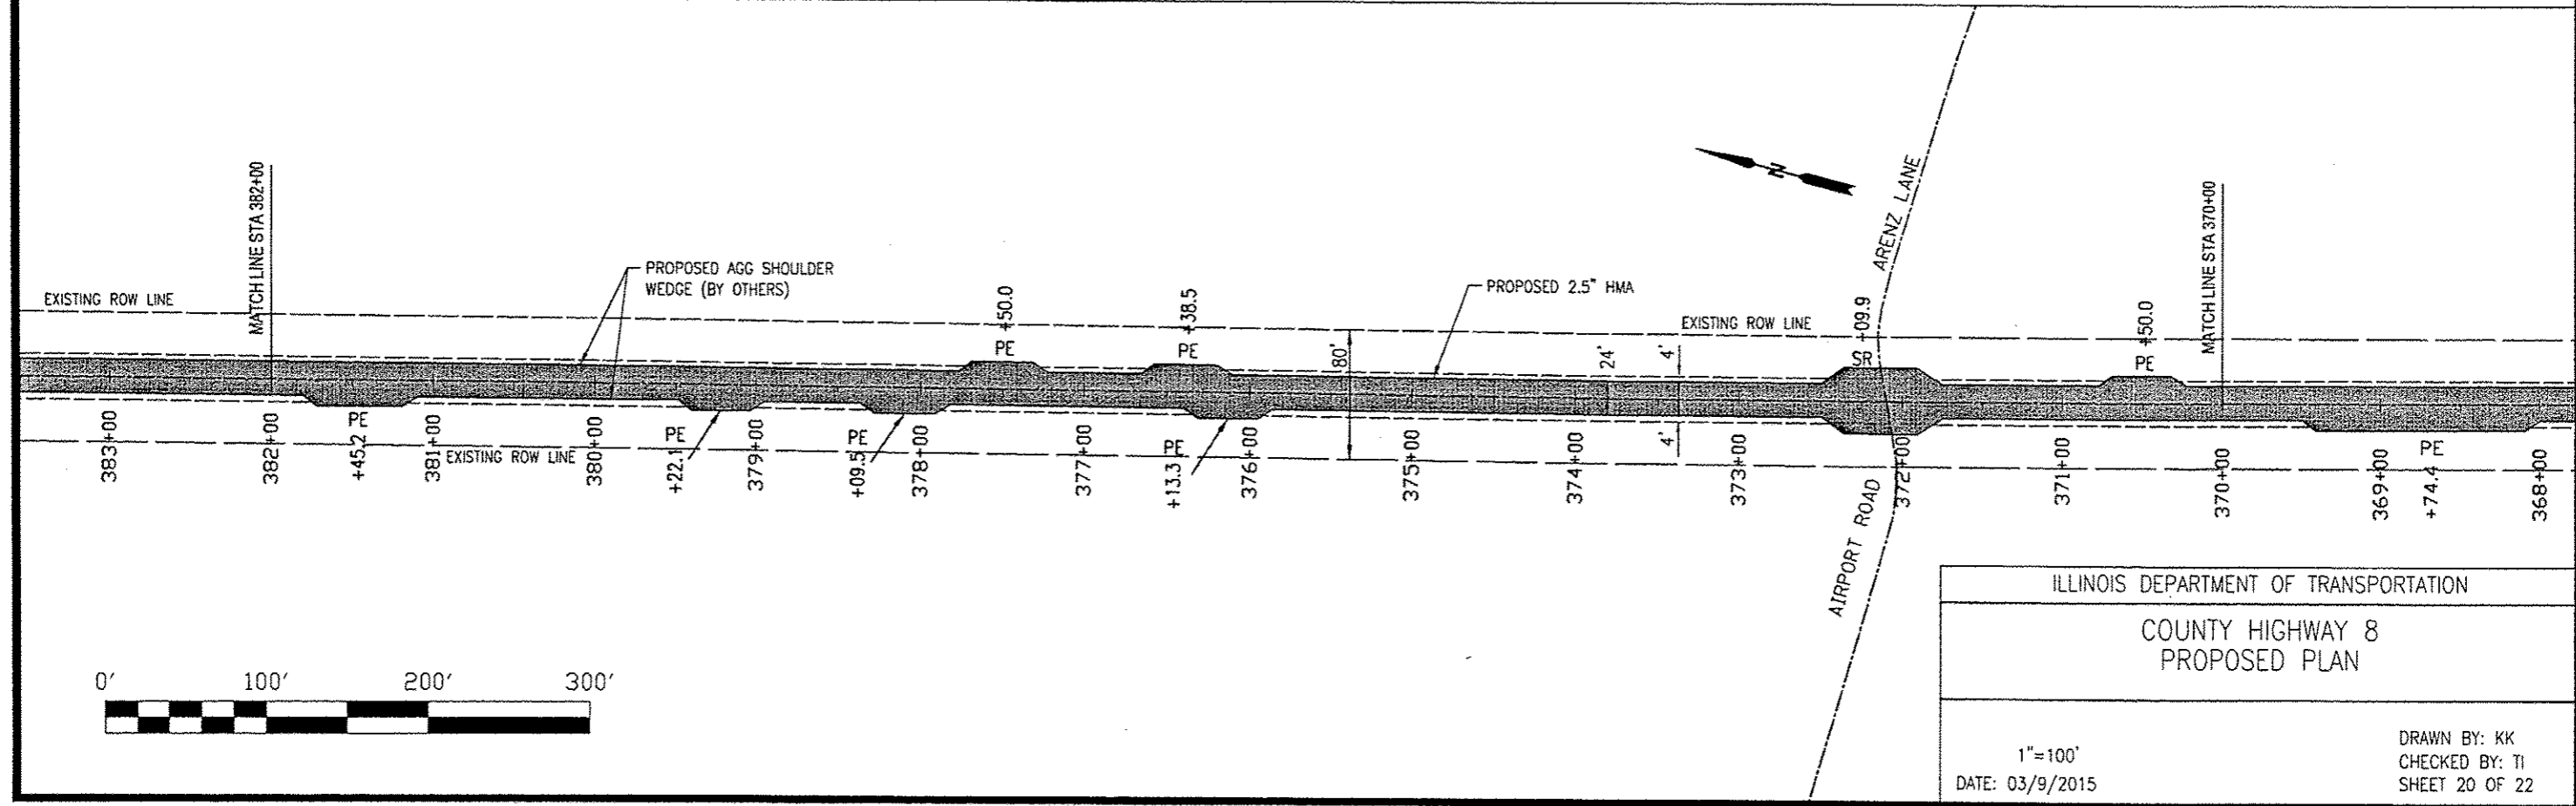 MATCH LINE STA 382+00
EXISTING ROW LINE
PROPOSED AGG SHOULDER
WEDGE (BY OTHERS)
+50.0
PE
+38.5
PE
80'
PROPOSED 2.5" HMA
24'
4'
4'
EXISTING ROW LINE
+09.9
SR
N
ARENZ LANE
+50.0
PE
MATCH LINE STA 370+00
383+00
382+00
PE
+45.2
381+00
EXISTING ROW LINE
380+00
PE
+22.1
379+00
PE
+09.5
378+00
377+00
PE
+13.3
376+00
375+00
374+00
373+00
AIRPORT ROAD
372+00
371+00
370+00
369+00
PE
+74.4
368+00
0' 100' 200' 300'
ILLINOIS DEPARTMENT OF TRANSPORTATION
COUNTY HIGHWAY 8
PROPOSED PLAN
1"=100'
DATE: 03/9/2015
DRAWN BY: KK
CHECKED BY: TI
SHEET 20 OF 22